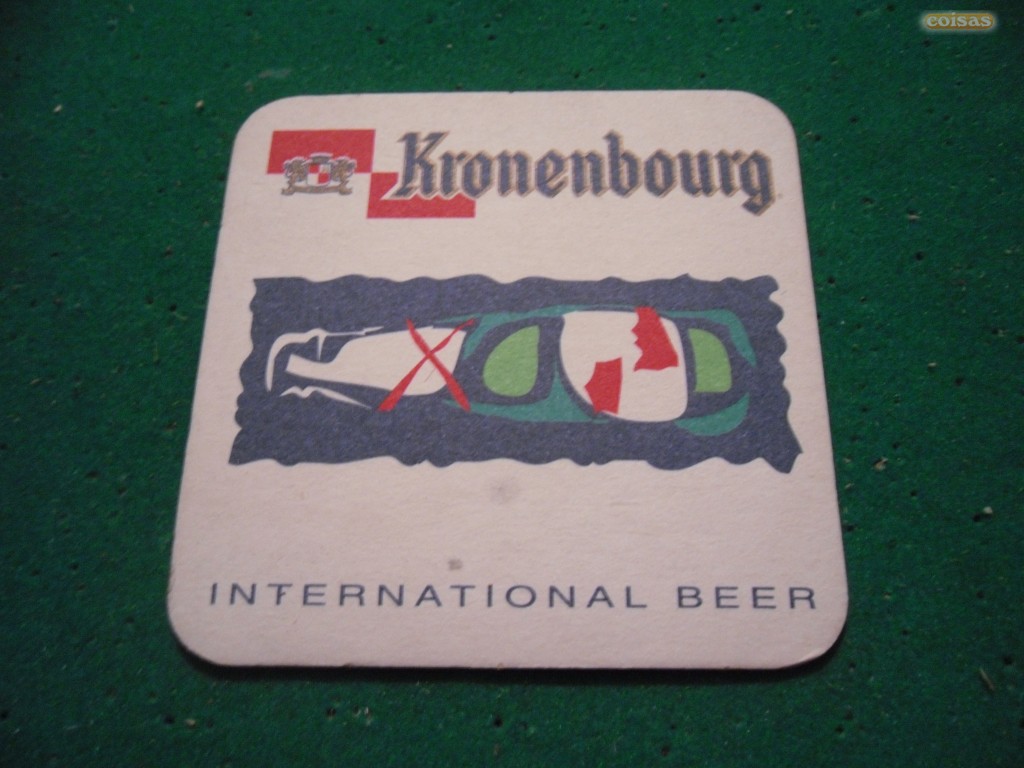 coisas
Kronenbourg
INTERNATIONAL BEER